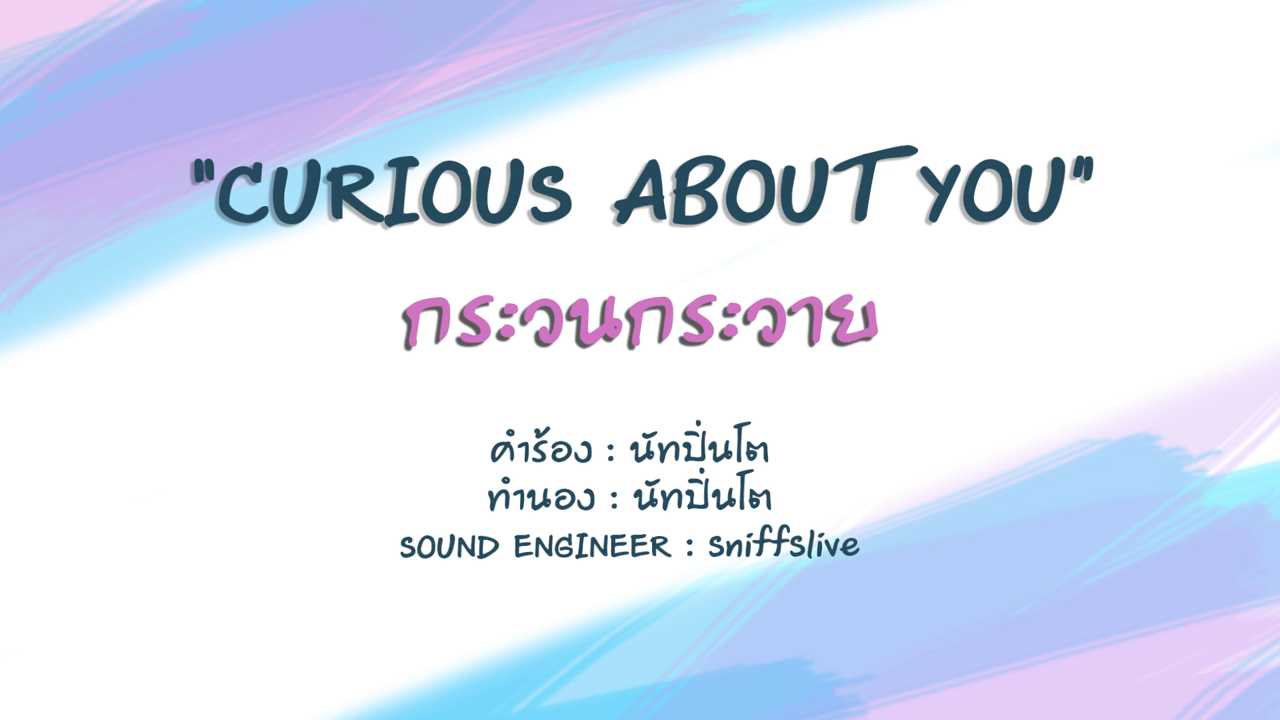 "CURIOUS ABOUT YOU"
กระวนกระวาย
คำร้อง : นัทปิ่นโต
ทำนอง : นัทปิ่นโต
SOUND ENGINEER : Sniffslive